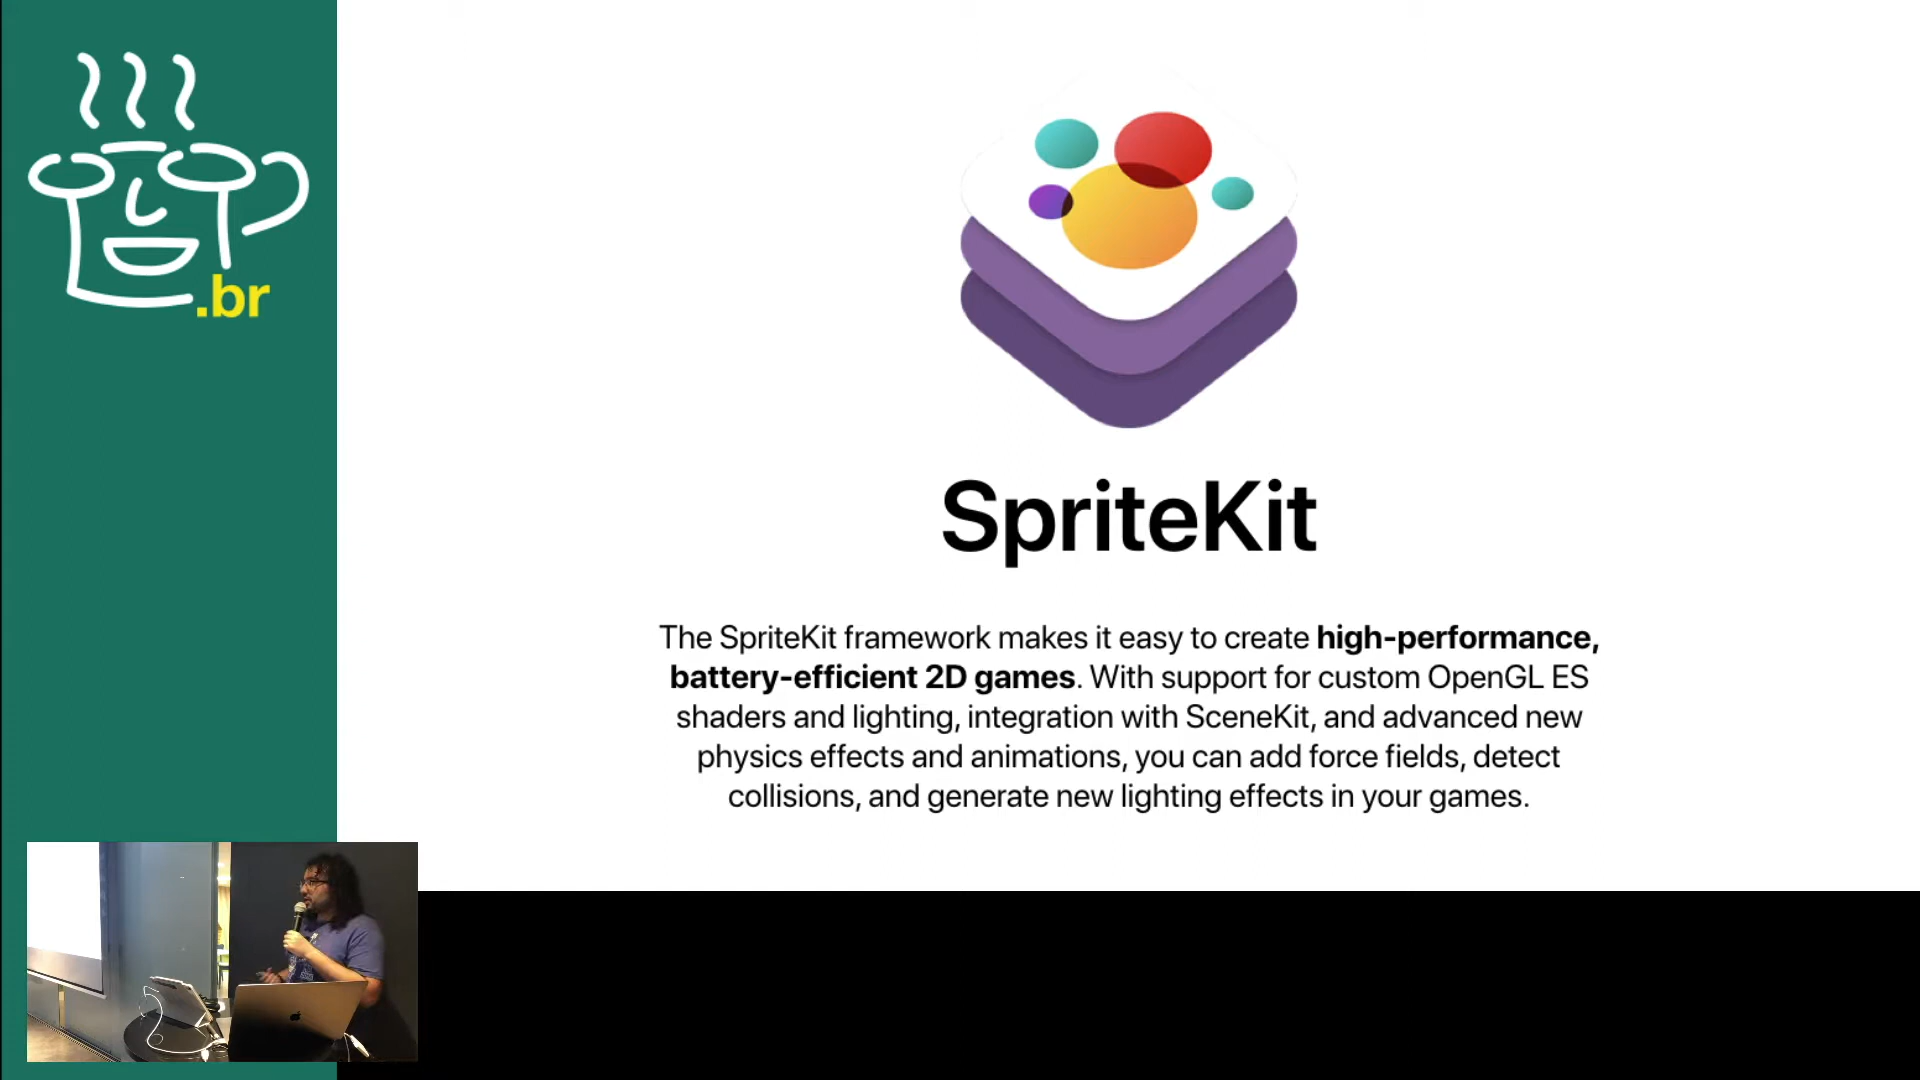 .br
SpriteKit
The SpriteKit framework makes it easy to create high-performance,
battery-efficient 2D games. With support for custom OpenGL ES
shaders and lighting, integration with SceneKit, and advanced new
physics effects and animations, you can add force fields, detect
collisions, and generate new lighting effects in your games.